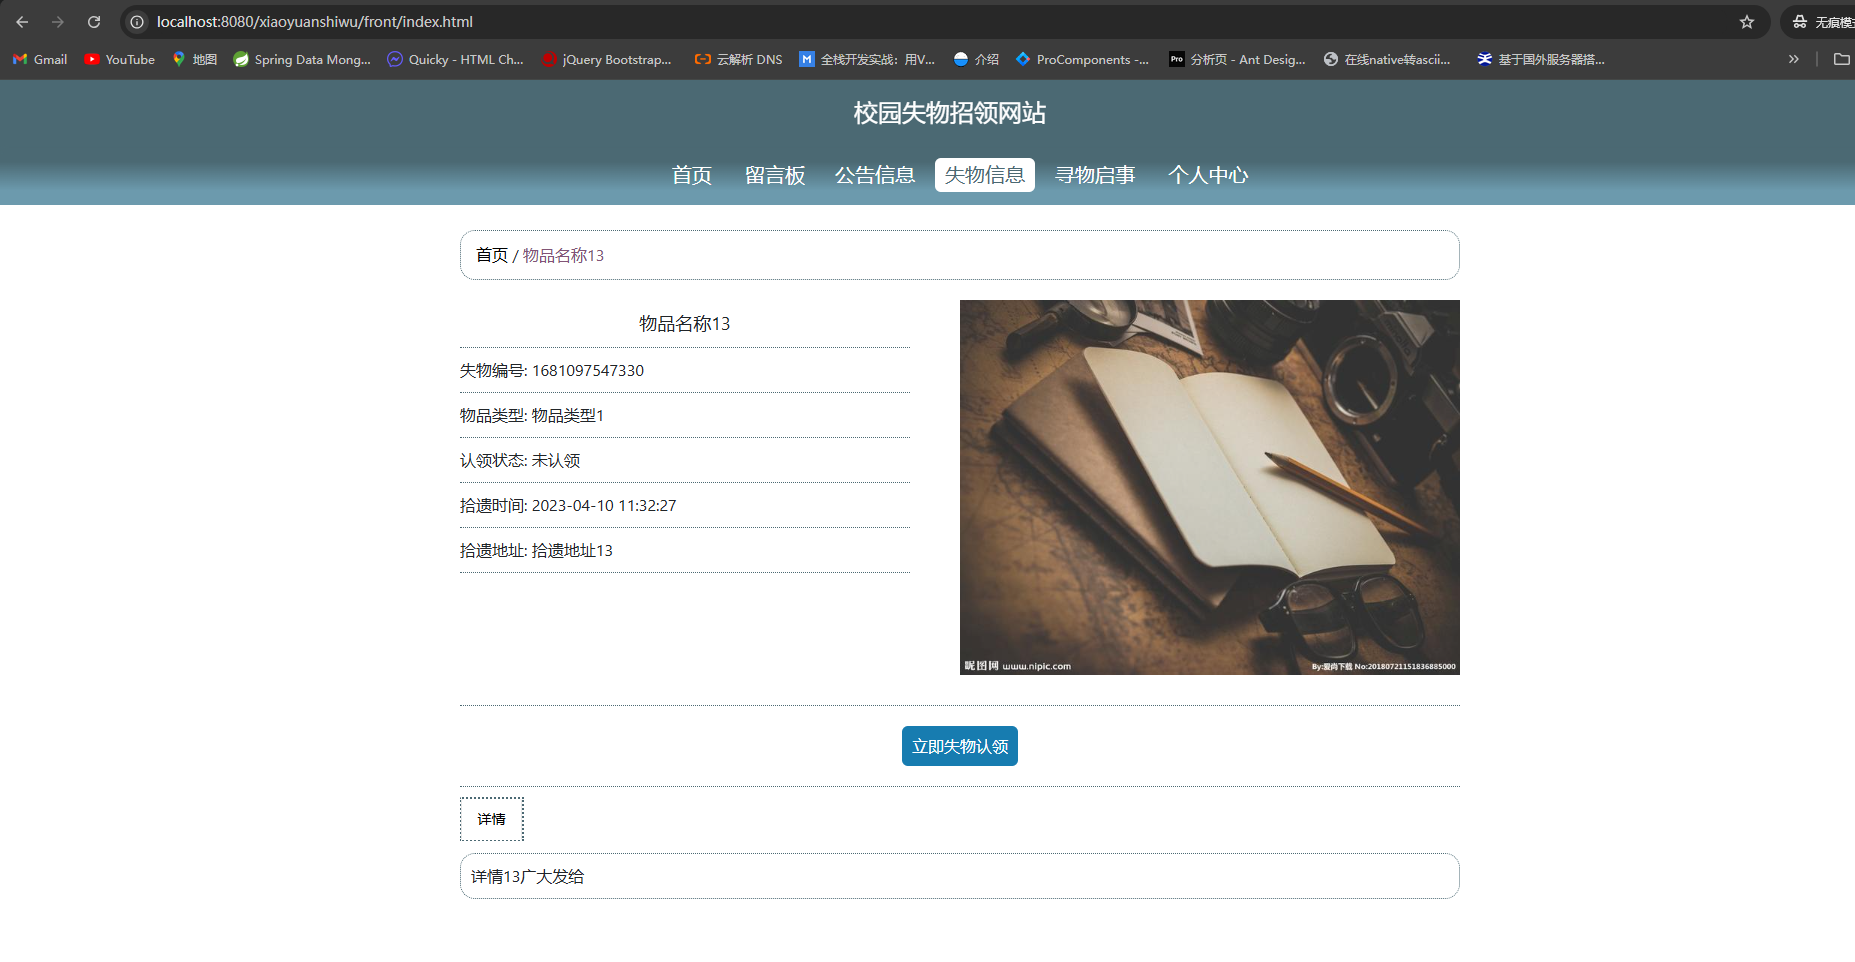 localhost:8080/xiaoyuanshiwu/front/index.html
无痕模
Gmail
YouTube
地图
Spring Data Mong...
Quicky - HTML Ch...
jQuery Bootstrap...
云解析 DNS
M 全栈开发实战：用V...
介绍
ProComponents -...
Pro 分析页 - Ant Desig...
在线native转ascii...
基于国外服务器搭...
校园失物招领网站
首页 留言板 公告信息 失物信息 寻物启事 个人中心
首页 / 物品名称13
物品名称13
失物编号: 1681097547330
物品类型: 物品类型1
认领状态: 未认领
拾遗时间: 2023-04-10 11:32:27
拾遗地址: 拾遗地址13
昵图网 www.nipic.com
By:爱尚下载 No:20180721151836885000
立即失物认领
详情
详情13广大发给